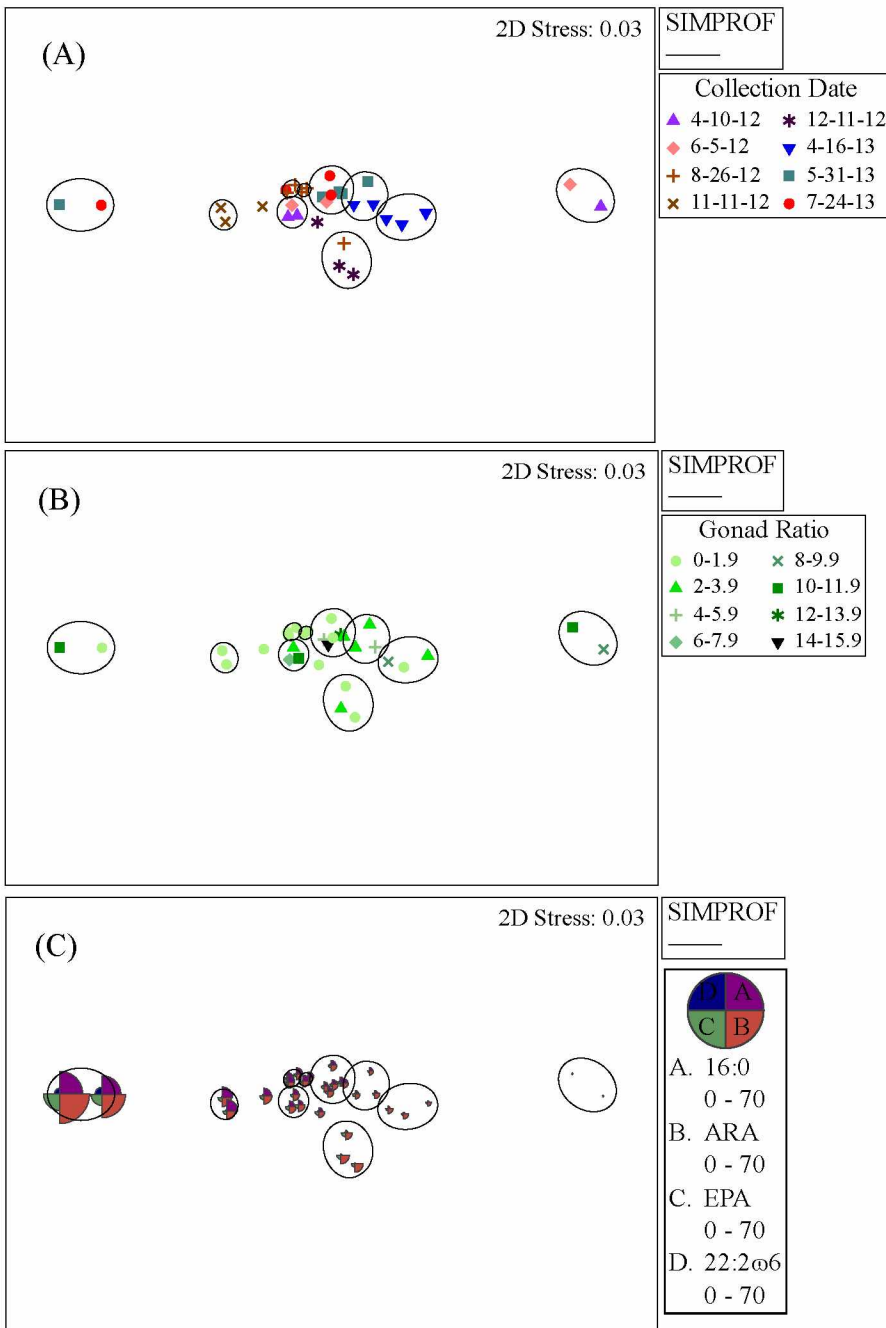 (A)
2D Stress: 0.03
SIMPROF
Collection Date
4-10-12
12-11-12
6-5-12
4-16-13
8-26-12
5-31-13
11-11-12
7-24-13
(B)
2D Stress: 0.03
SIMPROF
Gonad Ratio
0-1.9
8-9.9
2-3.9
10-11.9
4-5.9
12-13.9
6-7.9
14-15.9
(C)
2D Stress: 0.03
SIMPROF
D A
C B
A. 16:0
0 - 70
B. ARA
0 - 70
C. EPA
0 - 70
D. 22:2ω6
0 - 70